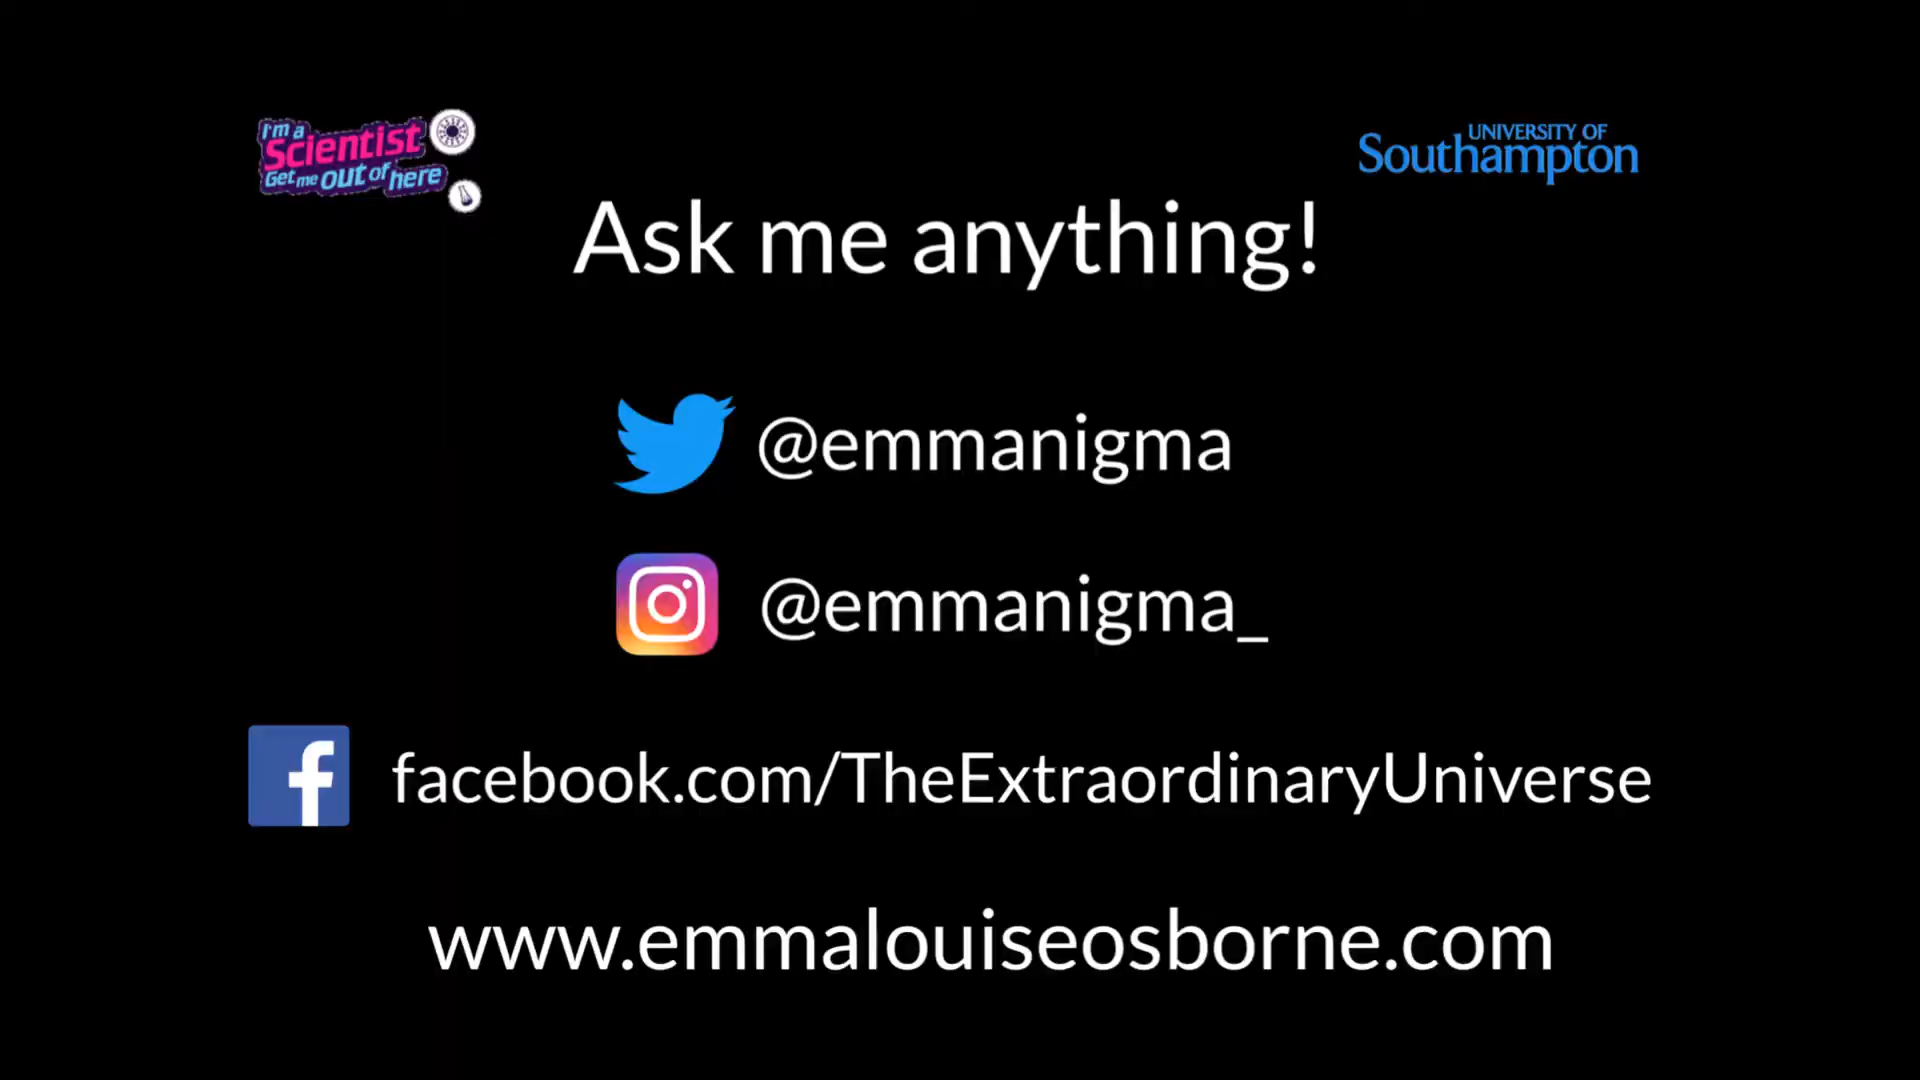 I'm a
Scientist
Get me out of here
UNIVERSITY OF
Southampton
Ask me anything!
@emmanigma
@emmanigma_
facebook.com/TheExtraordinaryUniverse
www.emmalouiseosborne.com